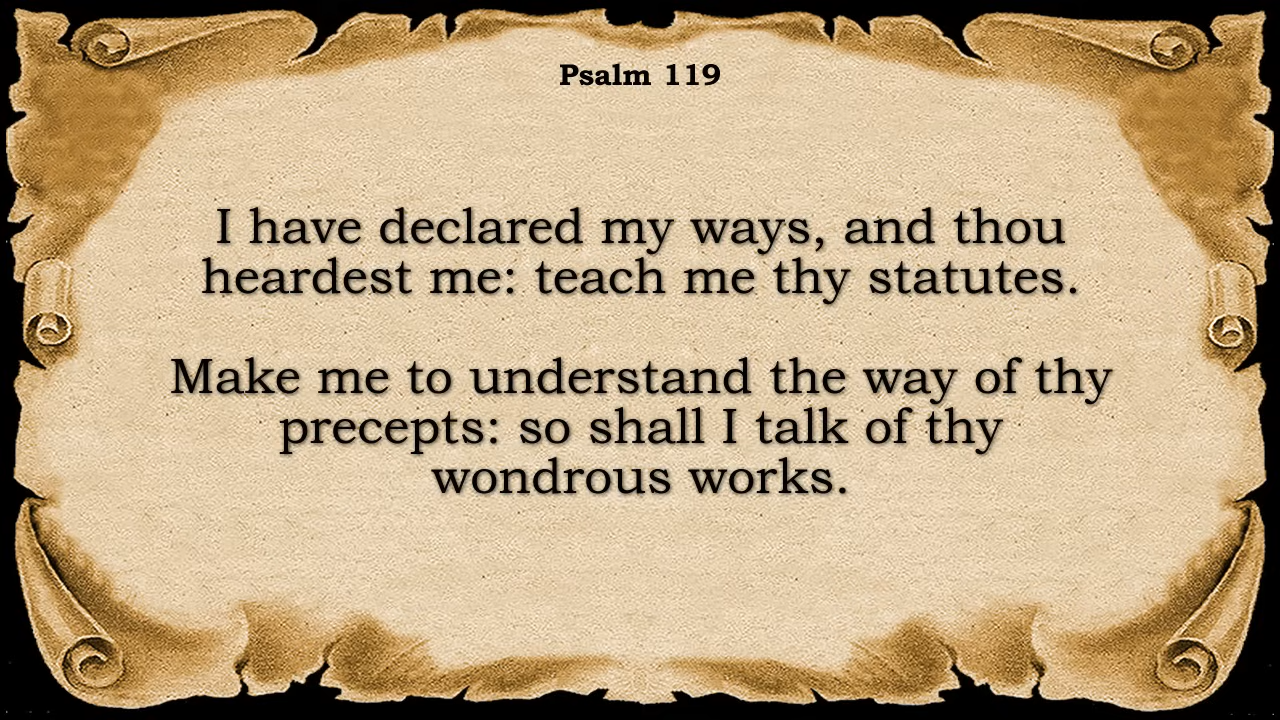 Psalm 119
I have declared my ways, and thou
heardest me: teach me thy statutes.
Make me to understand the way of thy
precepts: so shall I talk of thy
wondrous works.